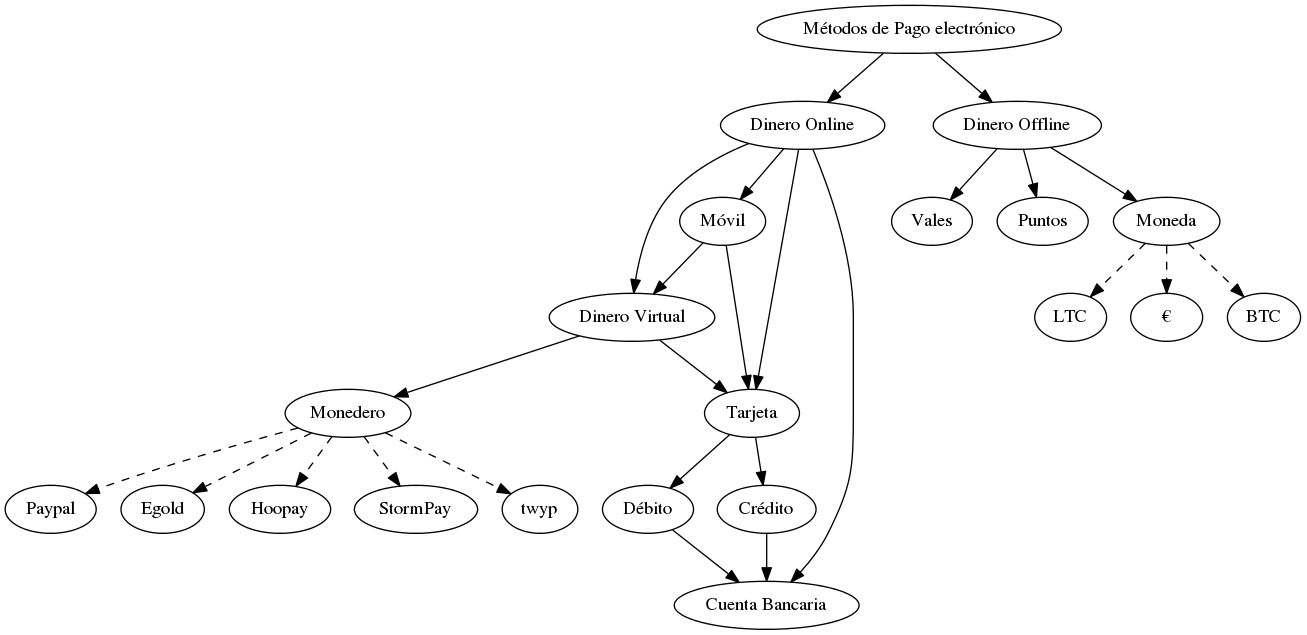 Métodos de Pago electrónico
Dinero Online
Dinero Offline
Móvil
Vales
Puntos
Moneda
Dinero Virtual
LTC
€
BTC
Monedero
Tarjeta
Paypal
Egold
Hoopay
StormPay
twyp
Débito
Crédito
Cuenta Bancaria